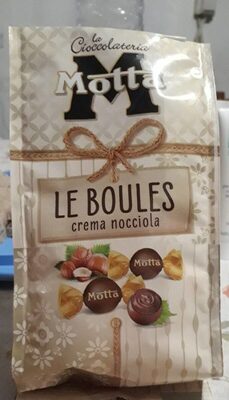 la
Cioccolateria
M
Motta
LE BOULES
crema nocciola
Motta
Motta